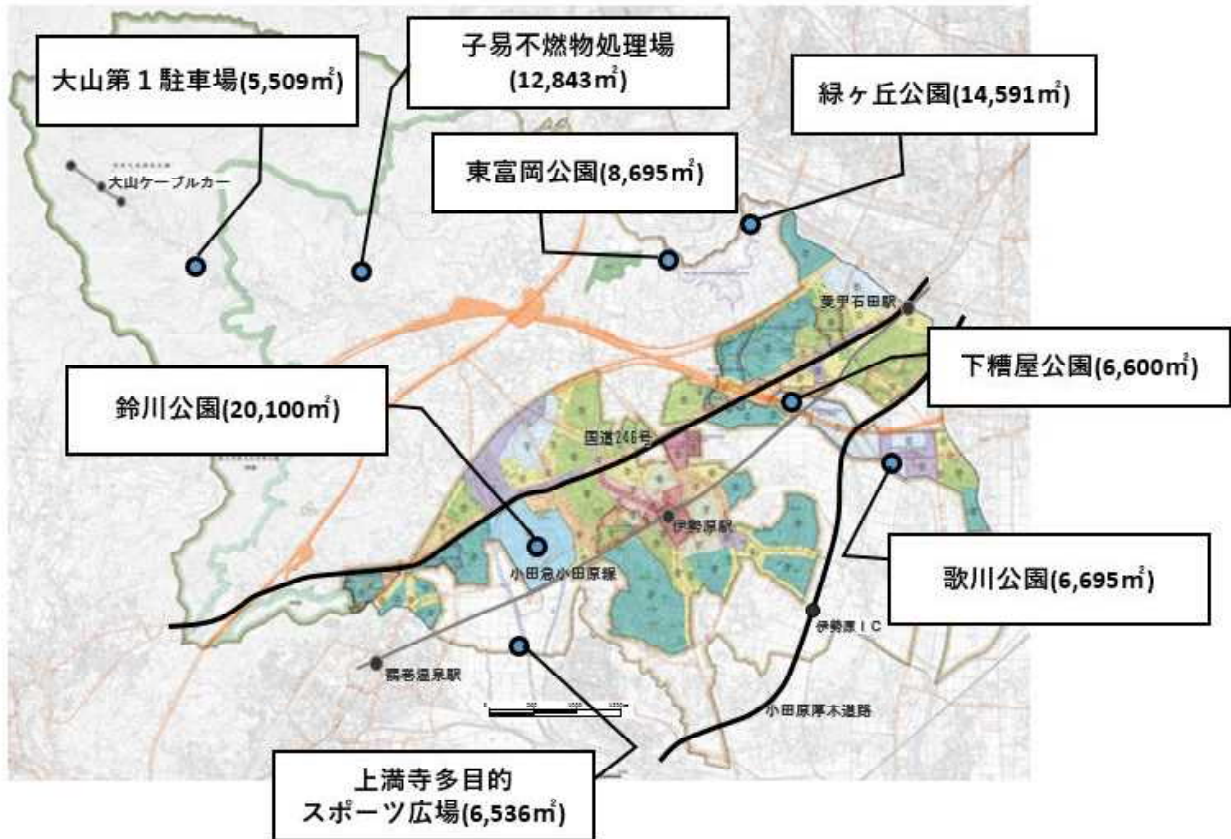 子易不燃物処理場
(12,843㎡)
大山第１駐車場(5,509㎡)
緑ヶ丘公園(14,591㎡)
東富岡公園(8,695㎡)
大山ケーブルカー
愛甲石田駅
下糟屋公園(6,600㎡)
鈴川公園(20,100㎡)
国道246号
伊勢原駅
小田急小田原線
歌川公園(6,695㎡)
伊勢原ＩＣ
鶴巻温泉駅
小田原厚木道路
上満寺多目的
スポーツ広場(6,536㎡)